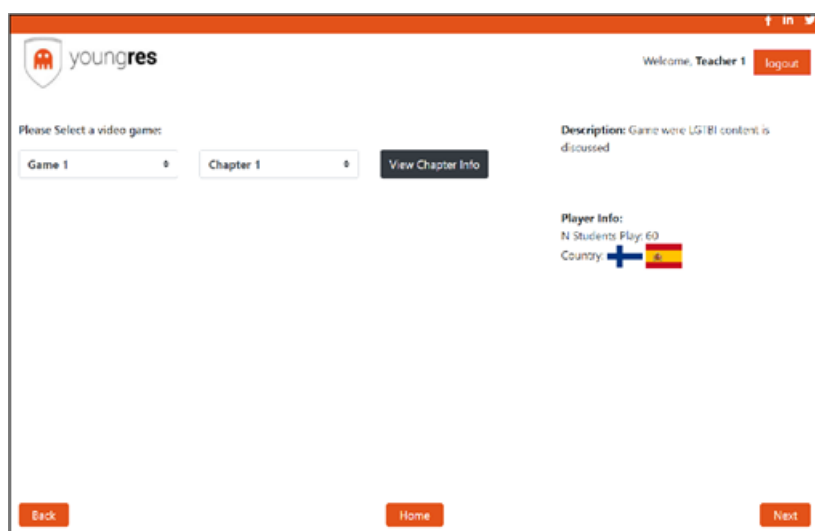 f in
youngres
Welcome, Teacher 1
logout
Please Select a video game:
Game 1
Chapter 1
View Chapter Info
Description: Game were LGTBI content is
discussed
Player Info:
N Students Play: 60
Country:
Back
Home
Next